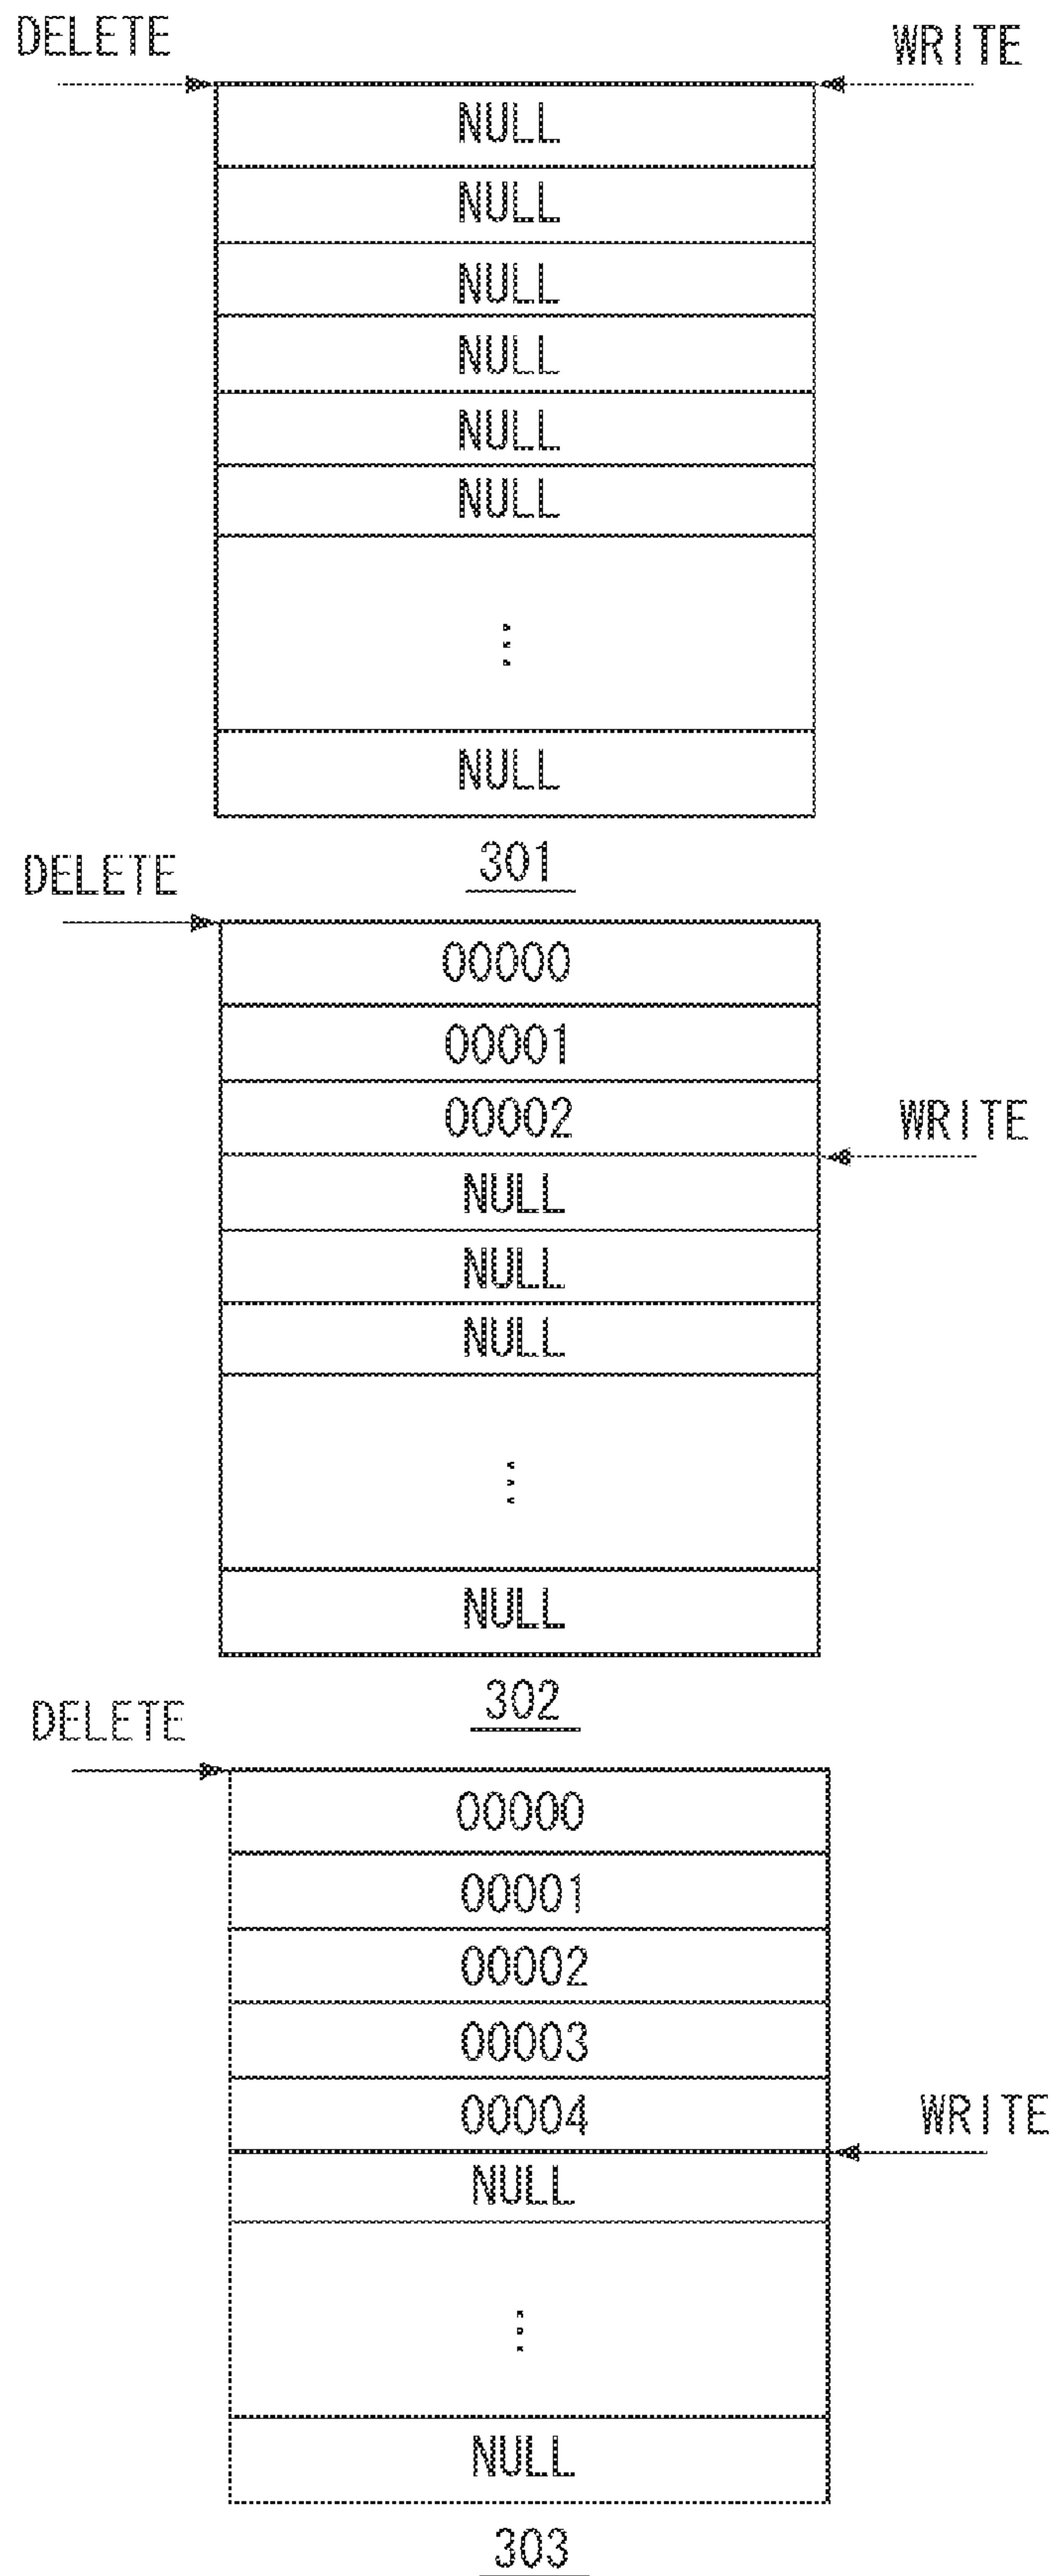 DELETE
WRITE
NULL
NULL
NULL
NULL
NULL
NULL
NULL
301
DELETE
00000
00001
00002
WRITE
NULL
NULL
NULL
NULL
302
DELETE
00000
00001
00002
00003
00004
WRITE
NULL
NULL
303